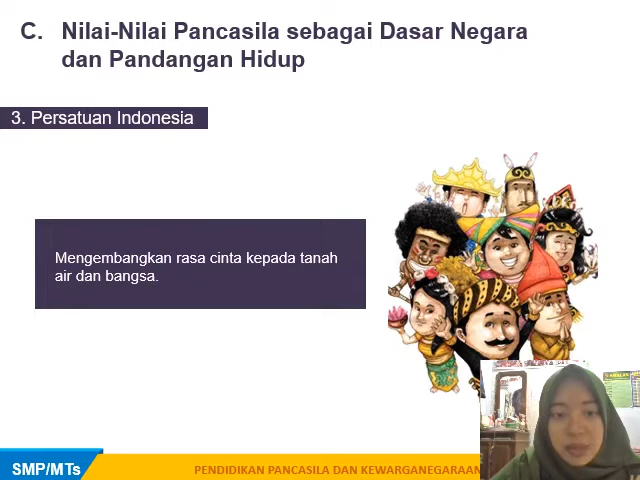 C. Nilai-Nilai Pancasila sebagai Dasar Negara
dan Pandangan Hidup
3. Persatuan Indonesia
Mengembangkan rasa cinta kepada tanah
air dan bangsa.
SMP/MTs
PENDIDIKAN PANCASILA DAN KEWARGANEGARAAN